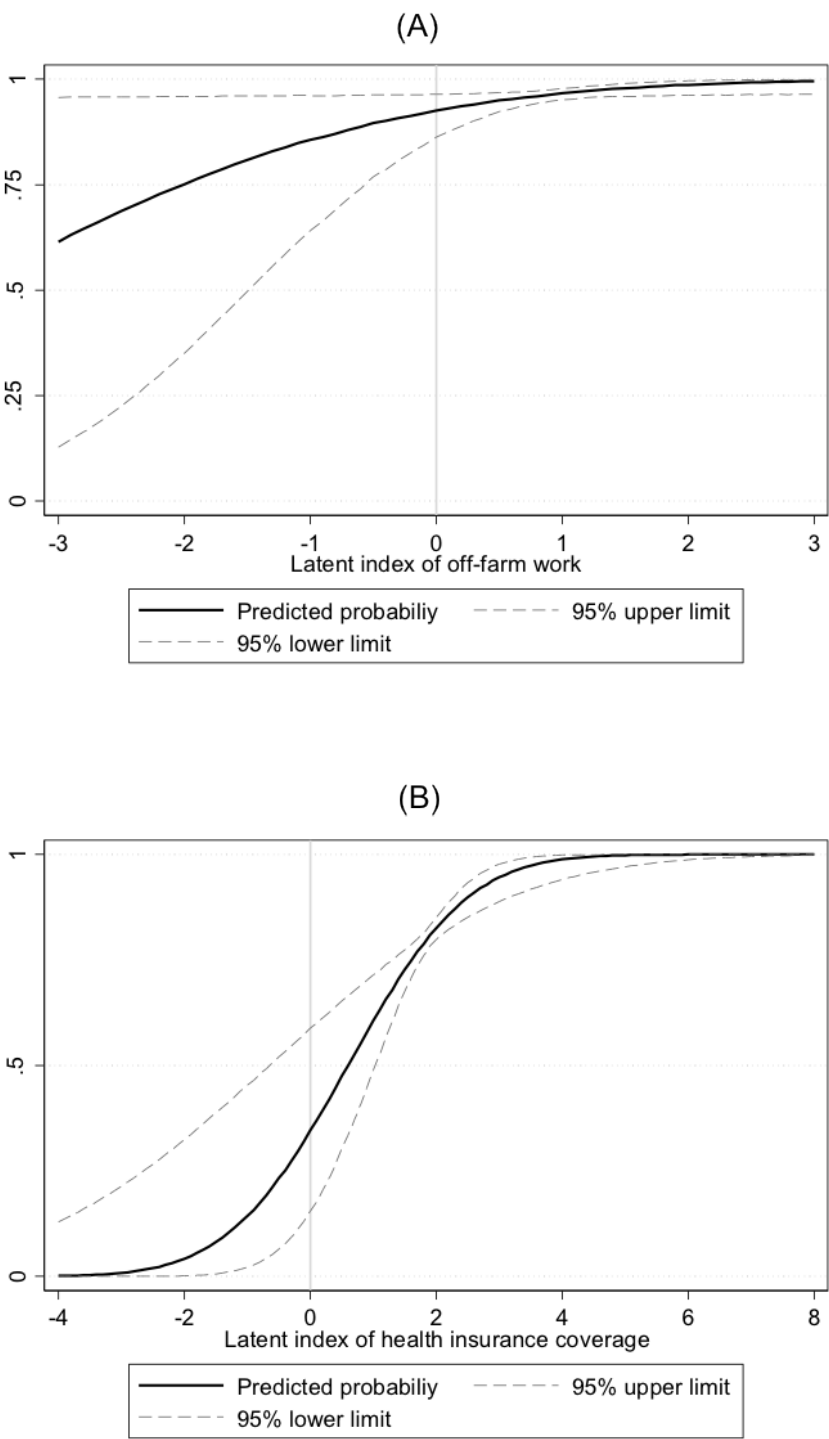 (A)
1
.75
.5
.25
0
-3 -2 -1 0 1 2 3
Latent index of off-farm work
Predicted probabiliy 95% upper limit
95% lower limit
(B)
1
.5
0
-4 -2 0 2 4 6 8
Latent index of health insurance coverage
Predicted probabiliy 95% upper limit
95% lower limit